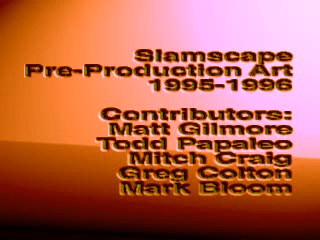 Slamscape
Pre-Production Art
1995-1996
Contributors:
Matt Gilmore
Todd Papaleo
Mitch Craig
Greg Colton
Mark Bloom